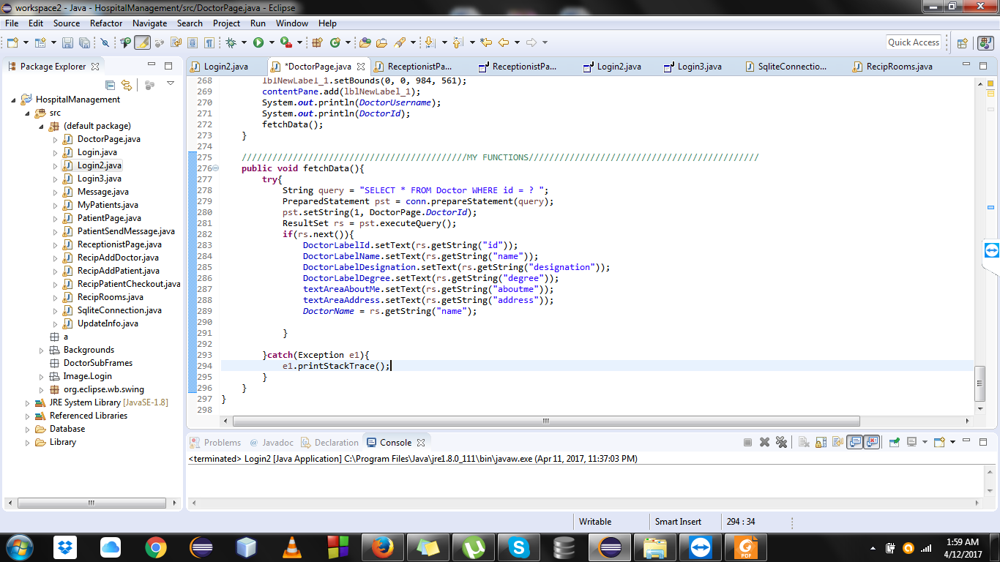 workspace2 - Java - HospitalManagement/src/DoctorPage.java - Eclipse
File Edit Source Refactor Navigate Search Project Run Window Help
Quick Access
Package Explorer
Login2.java *DoctorPage.java ReceptionistPa... ReceptionistPa... Login2.java Login3.java SqliteConnection... RecipRooms.java
HospitalManagement
src
(default package)
DoctorPage.java
Login.java
Login2.java
Login3.java
Message.java
MyPatients.java
PatientPage.java
PatientSendMessage.java
ReceptionistPage.java
RecipAddDoctor.java
RecipAddPatient.java
RecipPatientCheckout.java
RecipRooms.java
SqliteConnection.java
UpdateInfo.java
a
Backgrounds
DoctorSubFrames
Image.Login
org.eclipse.wb.swing
JRE System Library [JavaSE-1.8]
Referenced Libraries
Database
Library
268 lblNewLabel_1.setBounds(0, 0, 984, 561);
269 contentPane.add(lblNewLabel_1);
270 System.out.println(DoctorUsername);
271 System.out.println(DoctorId);
272 fetchData();
273 }
274
275 /////////////////////////////////////////////MY FUNCTIONS/////////////////////////////////////////////
276 public void fetchData(){
277 try{
278 String query = "SELECT * FROM Doctor WHERE id = ? ";
279 PreparedStatement pst = conn.prepareStatement(query);
280 pst.setString(1, DoctorPage.DoctorId);
281 ResultSet rs = pst.executeQuery();
282 if(rs.next()){
283 DoctorLabelId.setText(rs.getString("id"));
284 DoctorLabelName.setText(rs.getString("name"));
285 DoctorLabelDesignation.setText(rs.getString("designation"));
286 DoctorLabelDegree.setText(rs.getString("degree"));
287 textAreaAboutMe.setText(rs.getString("aboutme"));
288 textAreaAddress.setText(rs.getString("address"));
289 DoctorName = rs.getString("name");
290
291 }
292
293 }catch(Exception e1){
294 e1.printStackTrace();
295 }
296 }
297 }
298
Problems @ Javadoc Declaration Console
<terminated> Login2 [Java Application] C:\Program Files\Java\jre1.8.0_111\bin\javaw.exe (Apr 11, 2017, 11:37:03 PM)
Writable Smart Insert 294 : 34
PDF
1:59 AM
4/12/2017